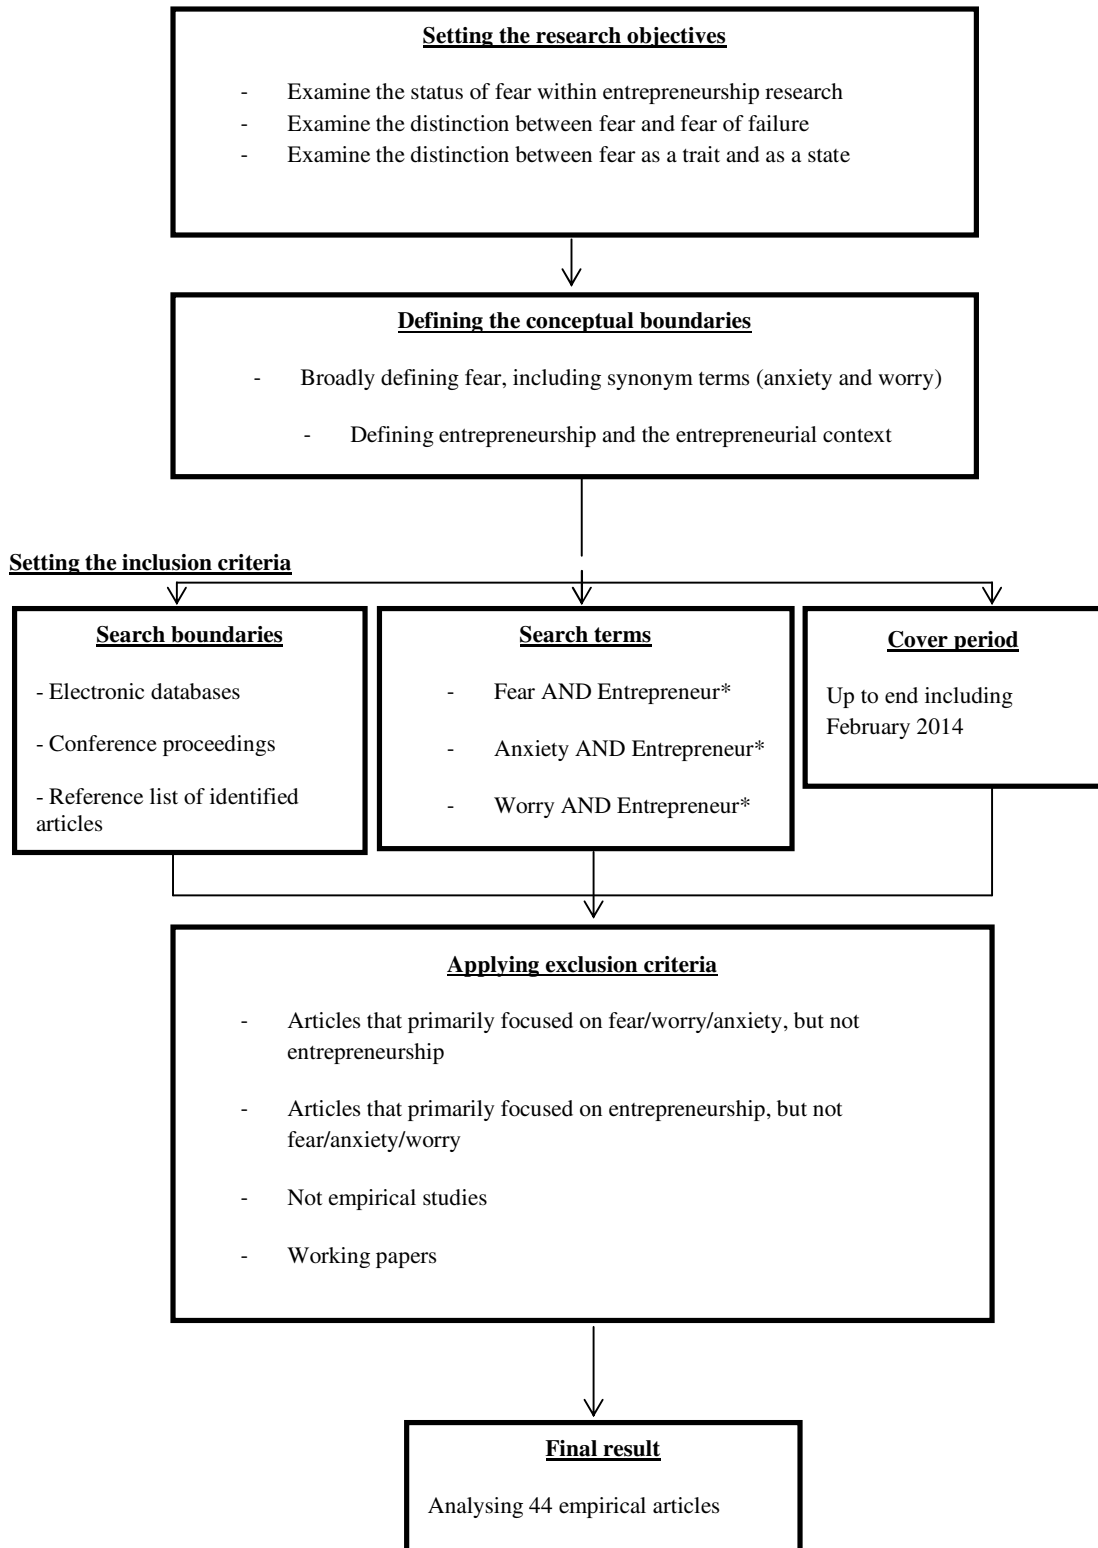 Setting the research objectives
- Examine the status of fear within entrepreneurship research
- Examine the distinction between fear and fear of failure
- Examine the distinction between fear as a trait and as a state
Defining the conceptual boundaries
- Broadly defining fear, including synonym terms (anxiety and worry)
- Defining entrepreneurship and the entrepreneurial context
Setting the inclusion criteria
Search boundaries
- Electronic databases
- Conference proceedings
- Reference list of identified
articles
Search terms
- Fear AND Entrepreneur*
- Anxiety AND Entrepreneur*
- Worry AND Entrepreneur*
Cover period
Up to end including
February 2014
Applying exclusion criteria
- Articles that primarily focused on fear/worry/anxiety, but not
entrepreneurship
- Articles that primarily focused on entrepreneurship, but not
fear/anxiety/worry
- Not empirical studies
- Working papers
Final result
Analysing 44 empirical articles